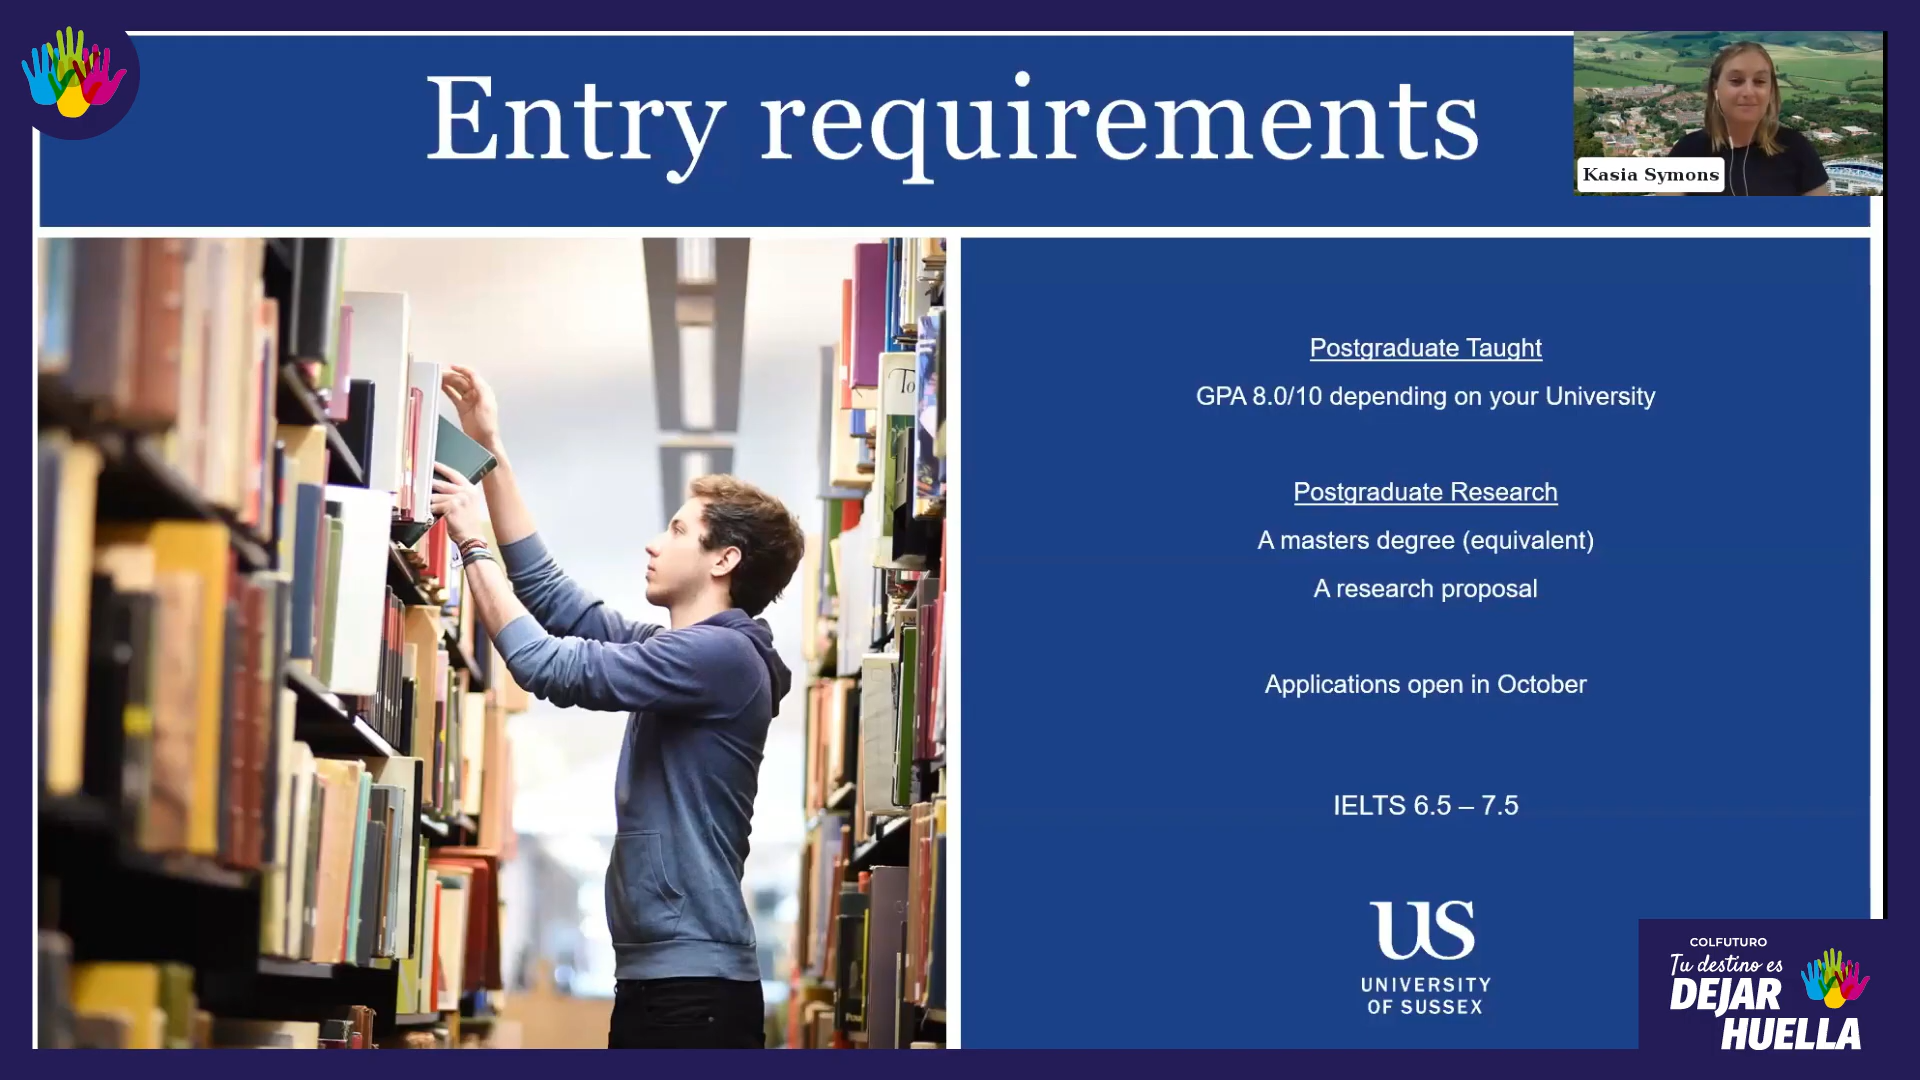 Entry requirements
Kasia Symons
To
Postgraduate Taught
GPA 8.0/10 depending on your University
Postgraduate Research
A masters degree (equivalent)
A research proposal
Applications open in October
IELTS 6.5 – 7.5
US
UNIVERSITY
OF SUSSEX
COLFUTURO
Tu destino es
DEJAR
HUELLA